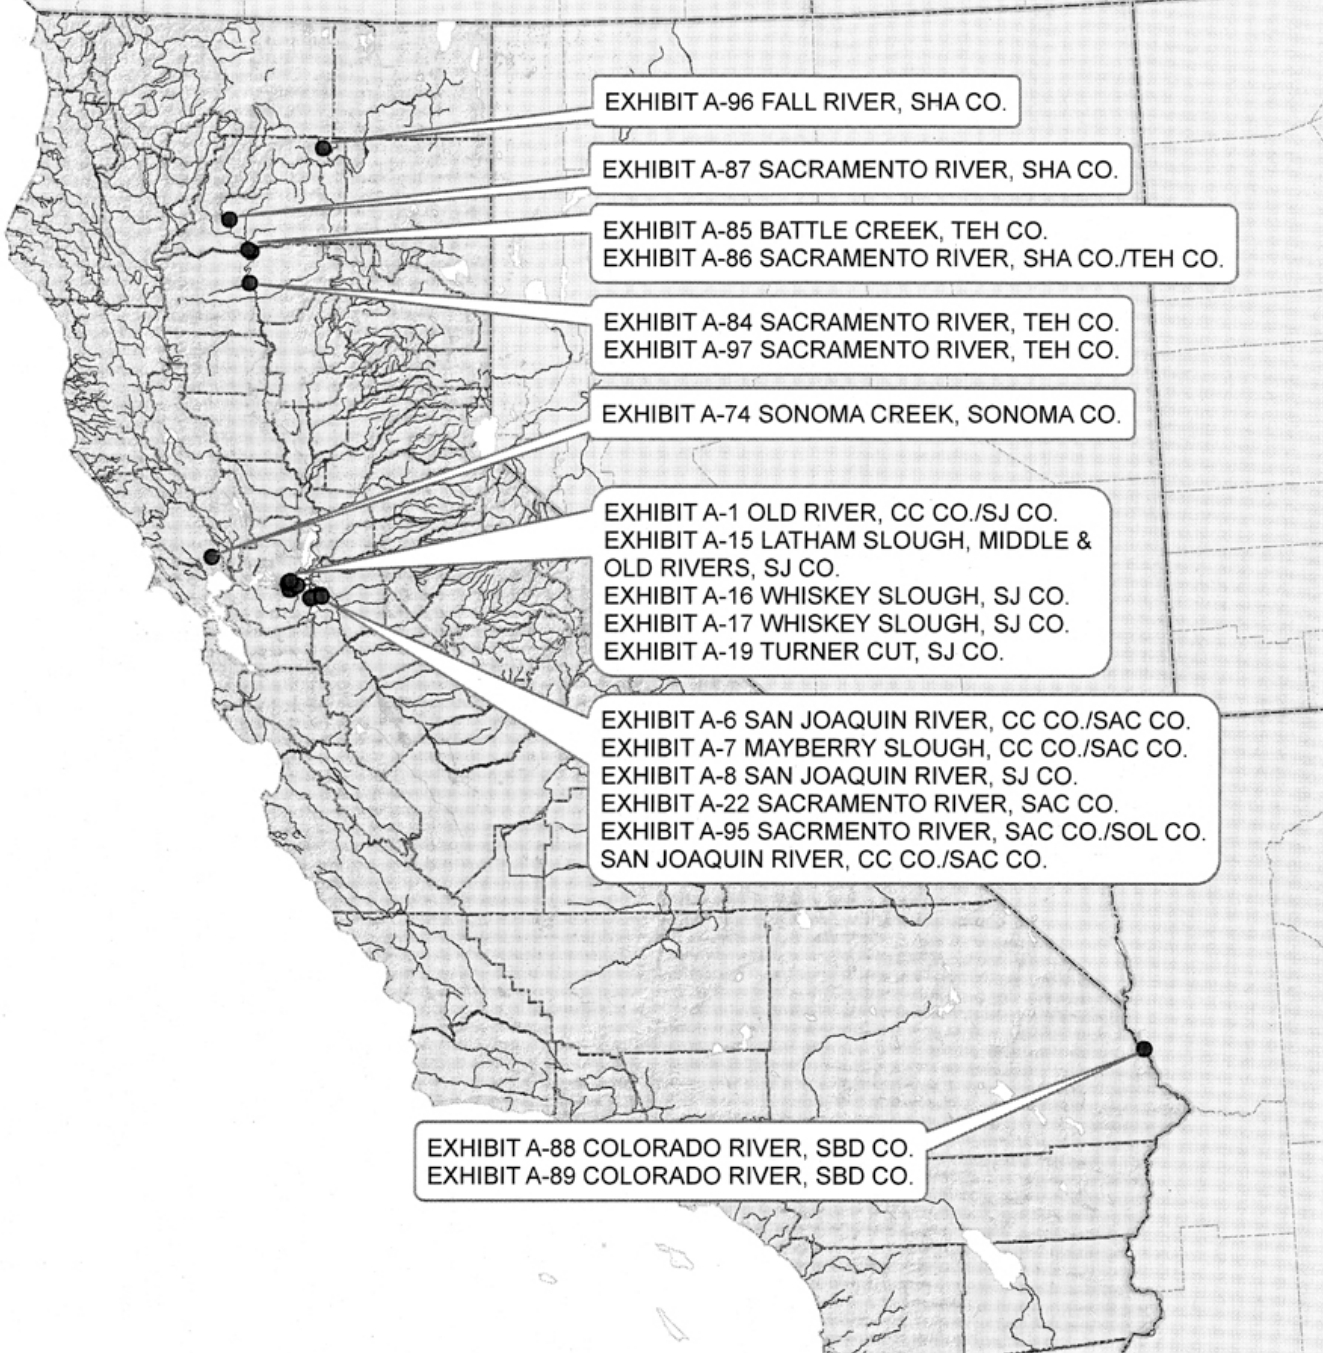 EXHIBIT A-96 FALL RIVER, SHA CO.
EXHIBIT A-87 SACRAMENTO RIVER, SHA CO.
EXHIBIT A-85 BATTLE CREEK, TEH CO.
EXHIBIT A-86 SACRAMENTO RIVER, SHA CO./TEH CO.
EXHIBIT A-84 SACRAMENTO RIVER, TEH CO.
EXHIBIT A-97 SACRAMENTO RIVER, TEH CO.
EXHIBIT A-74 SONOMA CREEK, SONOMA CO.
EXHIBIT A-1 OLD RIVER, CC CO./SJ CO.
EXHIBIT A-15 LATHAM SLOUGH, MIDDLE &
OLD RIVERS, SJ CO.
EXHIBIT A-16 WHISKEY SLOUGH, SJ CO.
EXHIBIT A-17 WHISKEY SLOUGH, SJ CO.
EXHIBIT A-19 TURNER CUT, SJ CO.
EXHIBIT A-6 SAN JOAQUIN RIVER, CC CO./SAC CO.
EXHIBIT A-7 MAYBERRY SLOUGH, CC CO./SAC CO.
EXHIBIT A-8 SAN JOAQUIN RIVER, SJ CO.
EXHIBIT A-22 SACRAMENTO RIVER, SAC CO.
EXHIBIT A-95 SACRMENTO RIVER, SAC CO./SOL CO.
SAN JOAQUIN RIVER, CC CO./SAC CO.
EXHIBIT A-88 COLORADO RIVER, SBD CO.
EXHIBIT A-89 COLORADO RIVER, SBD CO.